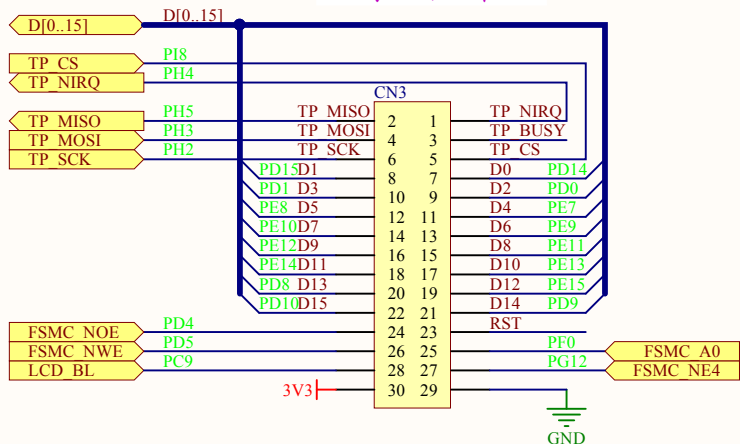 D[0..15] D[0..15]
TP_CS PI8
TP_NIRQ PH4
CN3
TP_MISO PH5 TP_MISO 2 1 TP_NIRQ
TP_MOSI PH3 TP_MOSI 4 3 TP_BUSY
TP_SCK PH2 TP_SCK 6 5 TP_CS
PD15 D1 8 7 D0 PD14
PD1 D3 10 9 D2 PD0
PE8 D5 12 11 D4 PE7
PE10 D7 14 13 D6 PE9
PE12 D9 16 15 D8 PE11
PE14 D11 18 17 D10 PE13
PD8 D13 20 19 D12 PE15
PD10 D15 22 21 D14 PD9
FSMC_NOE PD4 24 23 RST
FSMC_NWE PD5 26 25 PF0 FSMC_A0
LCD_BL PC9 28 27 PG12 FSMC_NE4
3V3 30 29
GND